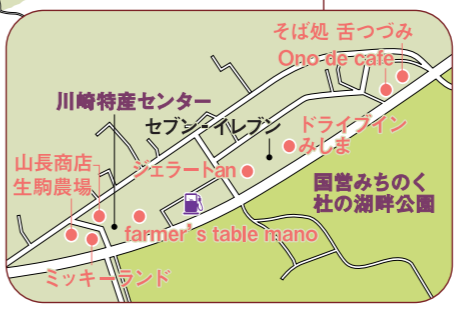 そば処 舌つづみ
Ono de cafe
川崎特産センター
セブン-イレブン
ドライブイン
みしま
山長商店
ジェラートan
生駒農場
国営みちのく
杜の湖畔公園
farmer's table mano
ミッキーランド